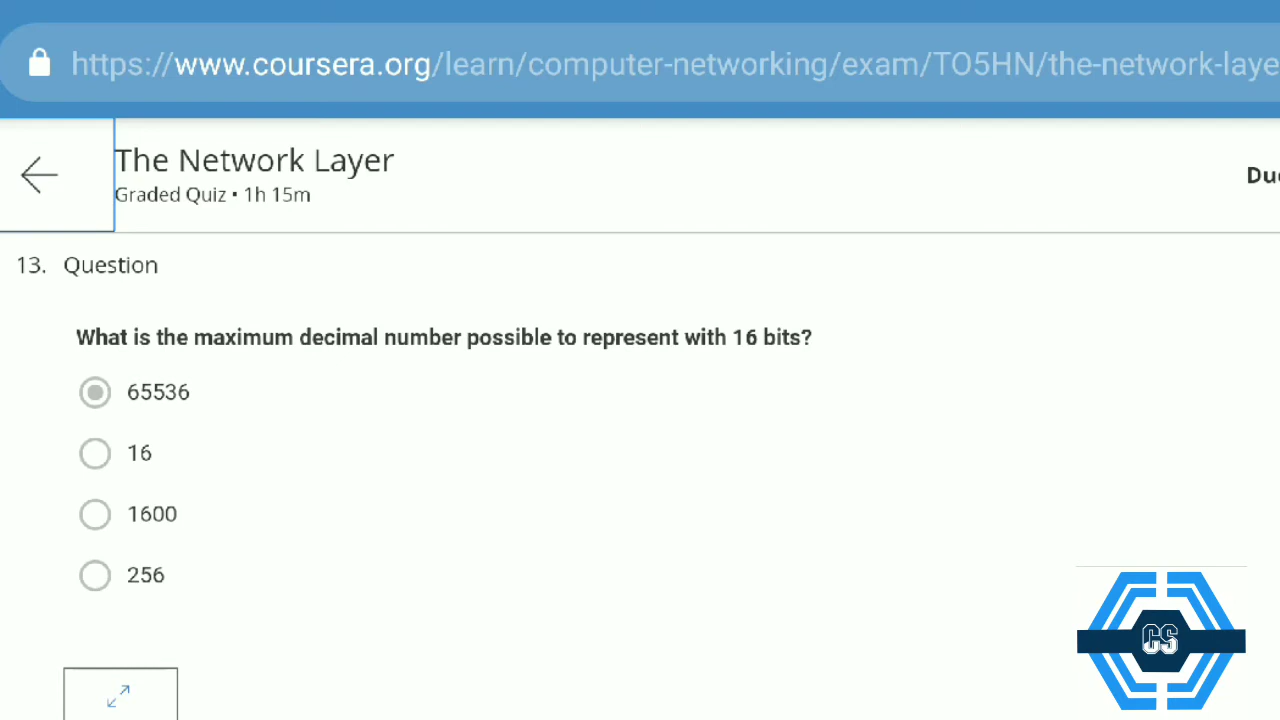 https://www.coursera.org/learn/computer-networking/exam/TO5HN/the-network-laye
The Network Layer
Graded Quiz • 1h 15m
Du
13. Question
What is the maximum decimal number possible to represent with 16 bits?
65536
16
1600
256
CS